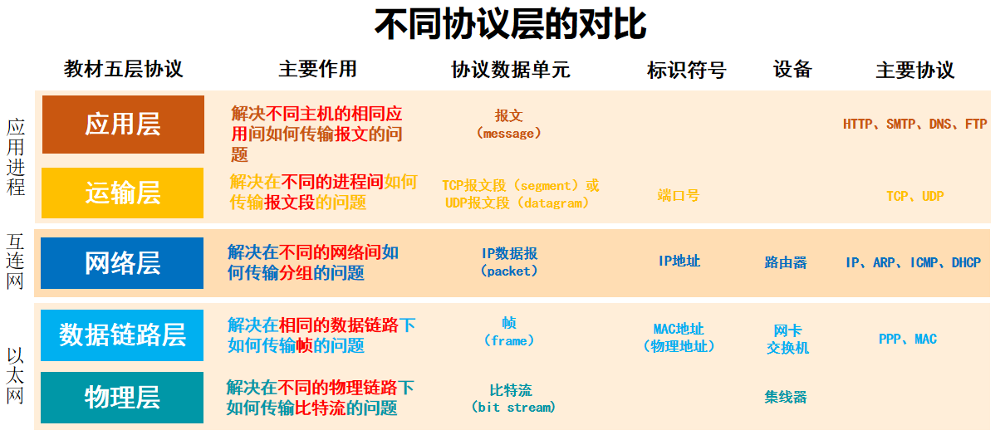 不同协议层的对比
教材五层协议 主要作用 协议数据单元 标识符号 设备 主要协议
应用进程
应用层
解决不同主机的相同应
用间如何传输报文的问
题
报文
（message）
HTTP、SMTP、DNS、FTP
运输层
解决在不同的进程间如何
传输报文段的问题
TCP报文段（segment）或
UDP报文段（datagram）
端口号
TCP、UDP
互连网
网络层
解决在不同的网络间如
何传输分组的问题
IP数据报
（packet）
IP地址
路由器
IP、ARP、ICMP、DHCP
以太网
数据链路层
解决在相同的数据链路下
如何传输帧的问题
帧
（frame）
MAC地址
（物理地址）
网卡
交换机
PPP、MAC
物理层
解决在不同的物理链路下
如何传输比特流的问题
比特流
（bit stream)
集线器